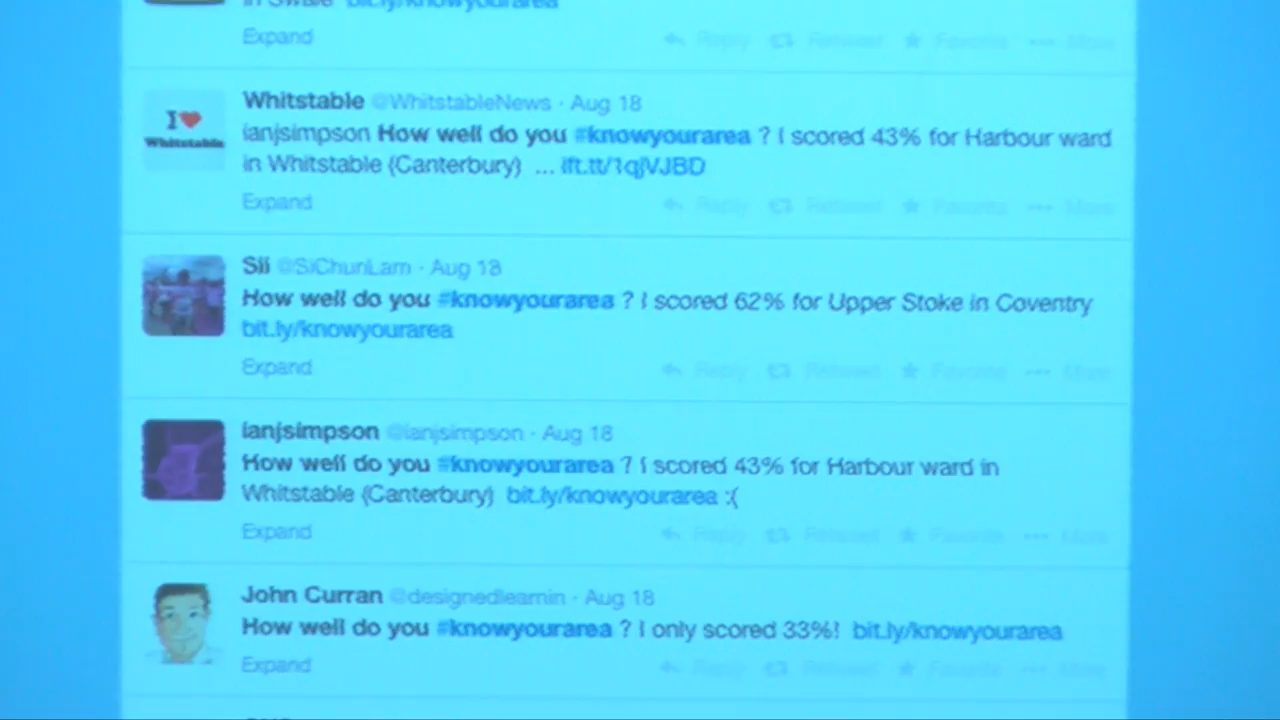 in Swale bit.ly/knowyourarea
Expand Reply Retweet Favorite More
I
Whitstable
Whitstable @WhitstableNews · Aug 18
ianjsimpson How well do you #knowyourarea ? I scored 43% for Harbour ward
in Whitstable (Canterbury) ... ift.tt/1qjVJBD
Expand Reply Retweet Favorite More
Sii @SiChunLam · Aug 18
How well do you #knowyourarea ? I scored 62% for Upper Stoke in Coventry
bit.ly/knowyourarea
Expand Reply Retweet Favorite More
ianjsimpson @ianjsimpson · Aug 18
How well do you #knowyourarea ? I scored 43% for Harbour ward in
Whitstable (Canterbury) bit.ly/knowyourarea :(
Expand Reply Retweet Favorite More
John Curran @designedlearnin · Aug 18
How well do you #knowyourarea ? I only scored 33%! bit.ly/knowyourarea
Expand Reply Retweet Favorite More